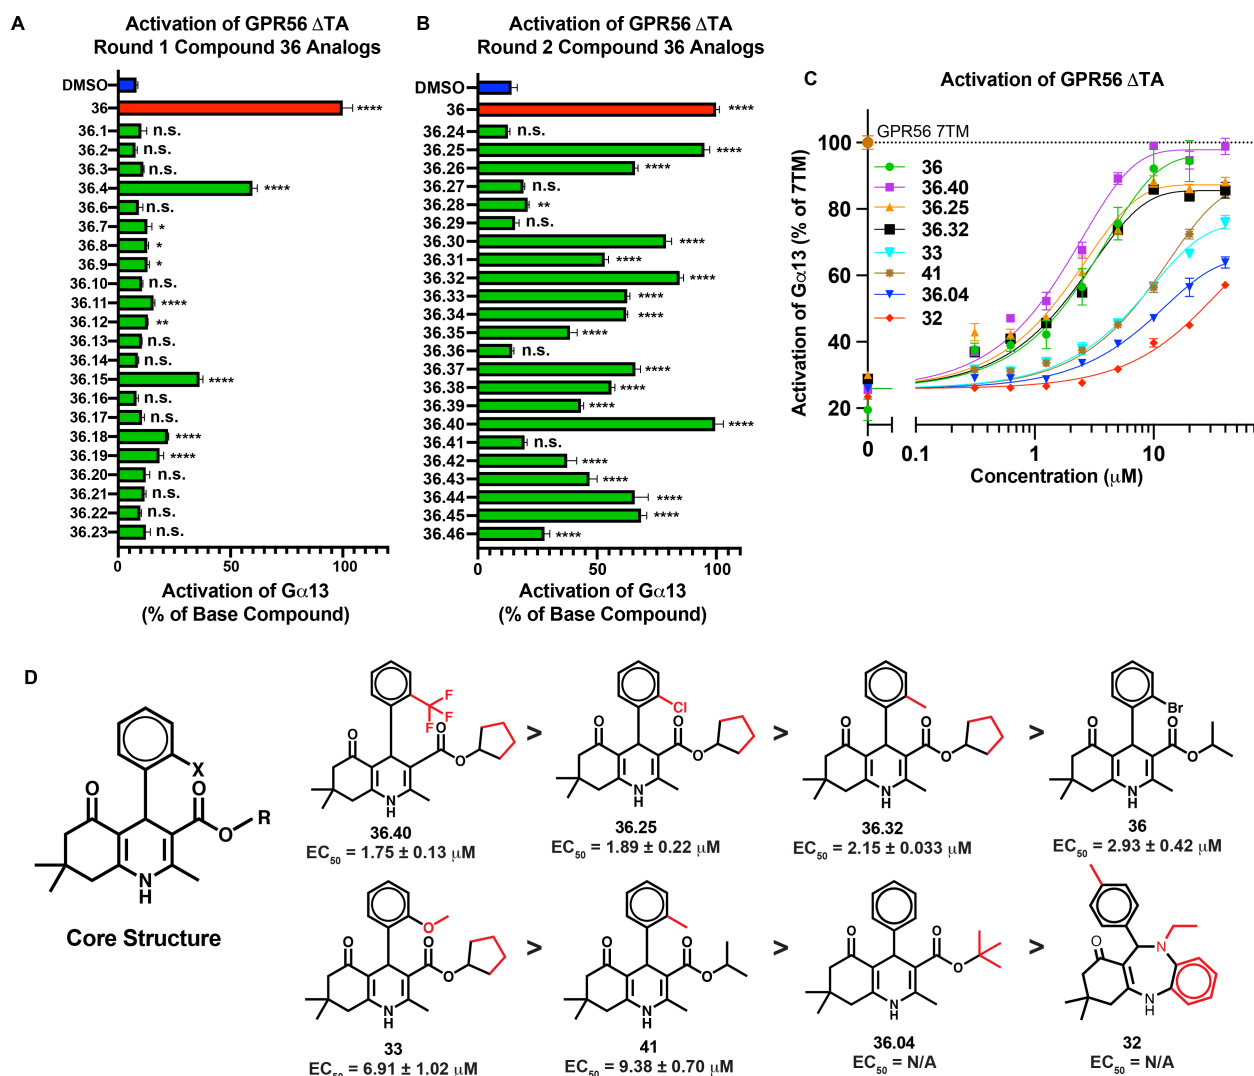 A
Activation of GPR56 ΔTA
Round 1 Compound 36 Analogs
DMSO
36 ****
36.1 n.s.
36.2 n.s.
36.3 n.s.
36.4 ****
36.6 n.s.
36.7 *
36.8 *
36.9 *
36.10 n.s.
36.11 ****
36.12 **
36.13 n.s.
36.14 n.s.
36.15 ****
36.16 n.s.
36.17 n.s.
36.18 ****
36.19 ****
36.20 n.s.
36.21 n.s.
36.22 n.s.
36.23 n.s.
0 50 100
Activation of Gα13
(% of Base Compound)
B
Activation of GPR56 ΔTA
Round 2 Compound 36 Analogs
DMSO
36 ****
36.24 n.s.
36.25 ****
36.26 ****
36.27 n.s.
36.28 **
36.29 n.s.
36.30 ****
36.31 ****
36.32 ****
36.33 ****
36.34 ****
36.35 ****
36.36 n.s.
36.37 ****
36.38 ****
36.39 ****
36.40 ****
36.41 n.s.
36.42 ****
36.43 ****
36.44 ****
36.45 ****
36.46 ****
0 50 100
Activation of Gα13
(% of Base Compound)
C
Activation of GPR56 ΔTA
Activation of Gα13 (% of 7TM)
100
80
60
40
20
GPR56 7TM
36
36.40
36.25
36.32
33
41
36.04
32
0 0.1 1 10
Concentration (μM)
D
X
O
O
O
R
N
H
Core Structure
F
F
F
O
O
O
N
H
36.40
EC50 = 1.75 ± 0.13 μM
>
Cl
O
O
O
N
H
36.25
EC50 = 1.89 ± 0.22 μM
>
O
O
O
N
H
36.32
EC50 = 2.15 ± 0.033 μM
>
Br
O
O
O
N
H
36
EC50 = 2.93 ± 0.42 μM
O
O
O
O
N
H
33
EC50 = 6.91 ± 1.02 μM
>
O
O
O
N
H
41
EC50 = 9.38 ± 0.70 μM
>
O
O
O
N
H
36.04
EC50 = N/A
>
O
N
N
H
32
EC50 = N/A